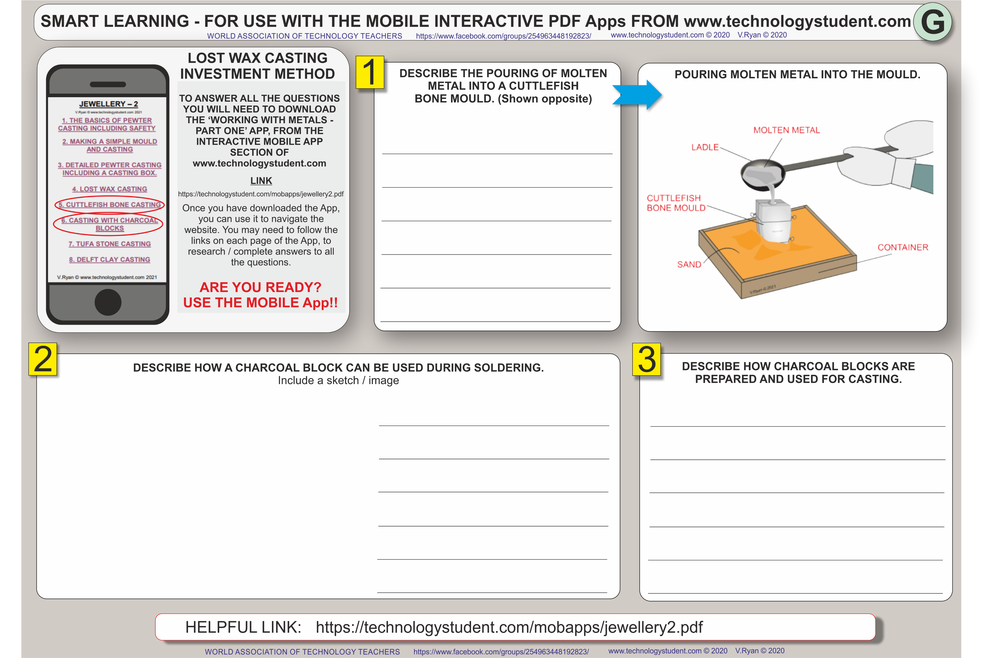 SMART LEARNING - FOR USE WITH THE MOBILE INTERACTIVE PDF Apps FROM www.technologystudent.com
G
WORLD ASSOCIATION OF TECHNOLOGY TEACHERS https://www.facebook.com/groups/254963448192823/ www.technologystudent.com © 2020 V.Ryan © 2020
JEWELLERY – 2
V.Ryan © www.technologystudent.com 2021
1. THE BASICS OF PEWTER
CASTING INCLUDING SAFETY
2. MAKING A SIMPLE MOULD
AND CASTING
3. DETAILED PEWTER CASTING
INCLUDING A CASTING BOX.
4. LOST WAX CASTING
5. CUTTLEFISH BONE CASTING
6. CASTING WITH CHARCOAL
BLOCKS
7. TUFA STONE CASTING
8. DELFT CLAY CASTING
V.Ryan © www.technologystudent.com 2021
LOST WAX CASTING
INVESTMENT METHOD
TO ANSWER ALL THE QUESTIONS
YOU WILL NEED TO DOWNLOAD
THE ‘WORKING WITH METALS -
PART ONE’ APP, FROM THE
INTERACTIVE MOBILE APP
SECTION OF
www.technologystudent.com
LINK
https://technologystudent.com/mobapps/jewellery2.pdf
Once you have downloaded the App,
you can use it to navigate the
website. You may need to follow the
links on each page of the App, to
research / complete answers to all
the questions.
ARE YOU READY?
USE THE MOBILE App!!
1
DESCRIBE THE POURING OF MOLTEN
METAL INTO A CUTTLEFISH
BONE MOULD. (Shown opposite)
POURING MOLTEN METAL INTO THE MOULD.
MOLTEN METAL
LADLE
CUTTLEFISH
BONE MOULD
CONTAINER
SAND
V.Ryan © 2021
2
DESCRIBE HOW A CHARCOAL BLOCK CAN BE USED DURING SOLDERING.
Include a sketch / image
3
DESCRIBE HOW CHARCOAL BLOCKS ARE
PREPARED AND USED FOR CASTING.
HELPFUL LINK: https://technologystudent.com/mobapps/jewellery2.pdf
WORLD ASSOCIATION OF TECHNOLOGY TEACHERS https://www.facebook.com/groups/254963448192823/ www.technologystudent.com © 2020 V.Ryan © 2020